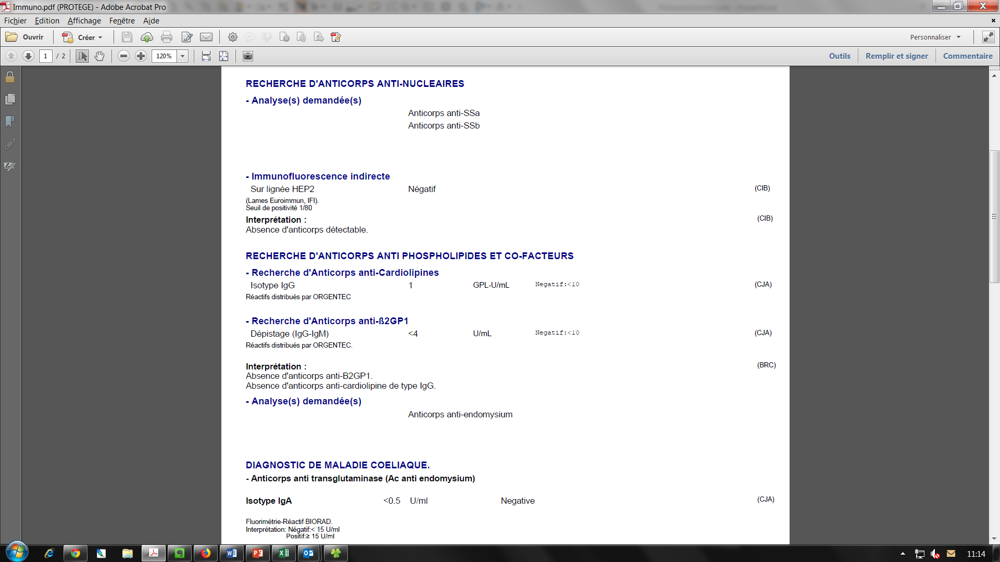 Immuno.pdf (PROTEGE) - Adobe Acrobat Pro
Fichier Edition Affichage Fenêtre Aide
Ouvrir Créer Personnaliser
1 / 2 120% Outils Remplir et signer Commentaire
RECHERCHE D'ANTICORPS ANTI-NUCLEAIRES
- Analyse(s) demandée(s)
Anticorps anti-SSa
Anticorps anti-SSb
- Immunofluorescence indirecte
Sur lignée HEP2 Négatif (CIB)
(Lames Euroimmun, IFI).
Seuil de positivité 1/80
Interprétation : (CIB)
Absence d'anticorps détectable.
RECHERCHE D'ANTICORPS ANTI PHOSPHOLIPIDES ET CO-FACTEURS
- Recherche d'Anticorps anti-Cardiolipines
Isotype IgG 1 GPL-U/mL Negatif:<10 (CJA)
Réactifs distribués par ORGENTEC
- Recherche d'Anticorps anti-ß2GP1
Dépistage (IgG-IgM) <4 U/mL Negatif:<10 (CJA)
Réactifs distribués par ORGENTEC.
Interprétation : (BRC)
Absence d'anticorps anti-B2GP1.
Absence d'anticorps anti-cardiolipine de type IgG.
- Analyse(s) demandée(s)
Anticorps anti-endomysium
DIAGNOSTIC DE MALADIE COELIAQUE.
- Anticorps anti transglutaminase (Ac anti endomysium)
Isotype IgA <0.5 U/ml Negative (CJA)
Fluorimétrie-Réactif BIORAD.
Interprétation: Négatif:< 15 U/ml
Positif:≥ 15 U/ml
11:14